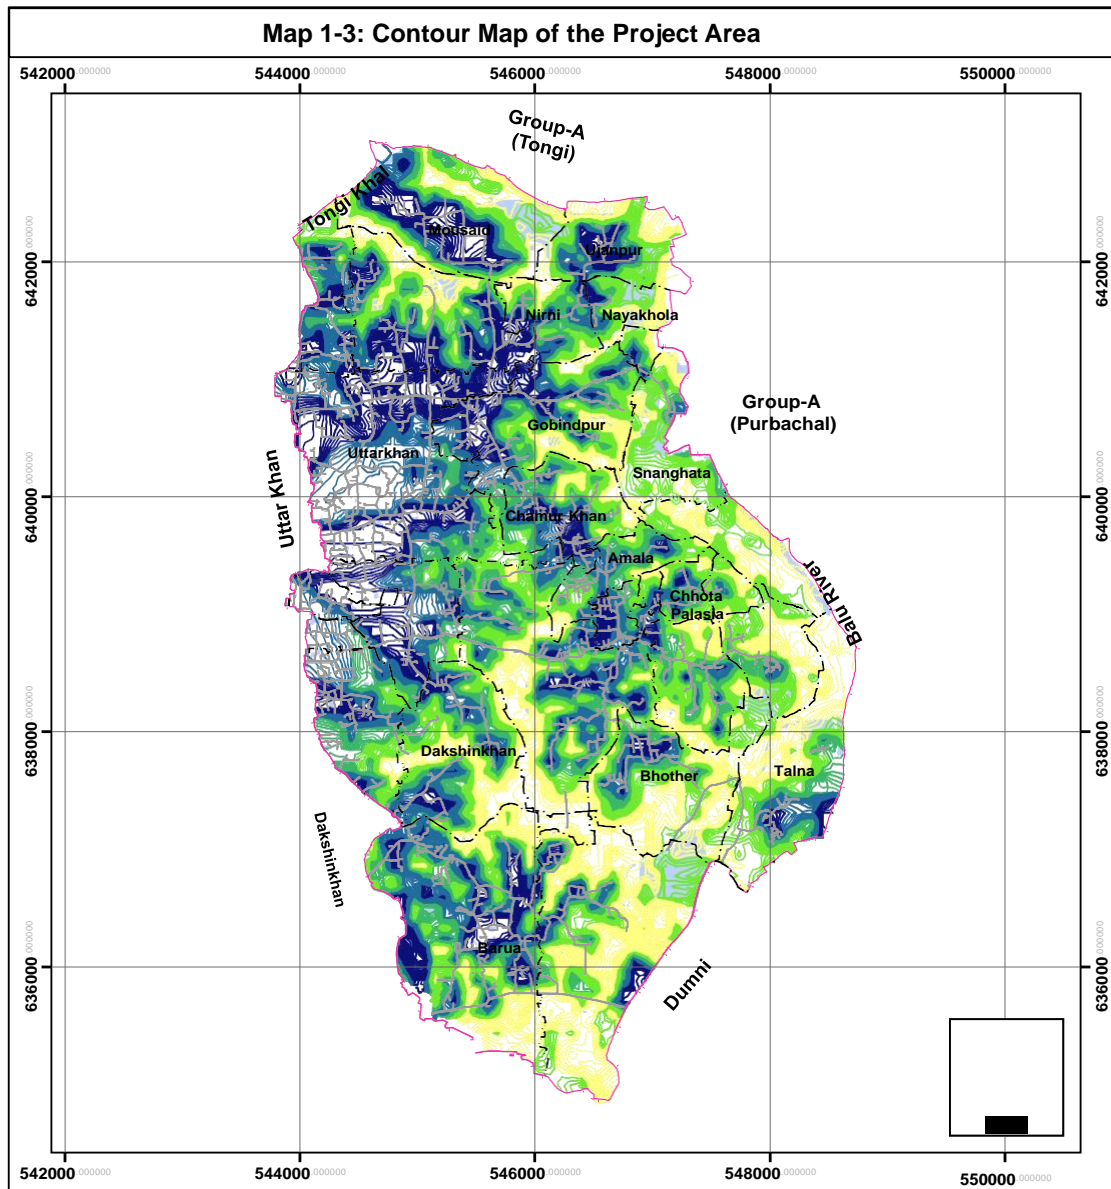 Map 1-3: Contour Map of the Project Area
542000.000000
544000.000000
546000.000000
548000.000000
550000.000000
Group-A
(Tongi)
Tongi Khal
Mousaid
Ujanpur
642000.000000
642000.000000
Nirni
Nayakhola
Group-A
(Purbachal)
Gobindpur
Uttarkhan
Snanghata
Uttar Khan
640000.000000
640000.000000
Chamur Khan
Amala
Chhota
Palasia
Balu River
638000.000000
638000.000000
Dakshinkhan
Bhother
Talna
Dakshinkhan
Barua
636000.000000
636000.000000
Dumni
542000.000000
544000.000000
546000.000000
548000.000000
550000.000000